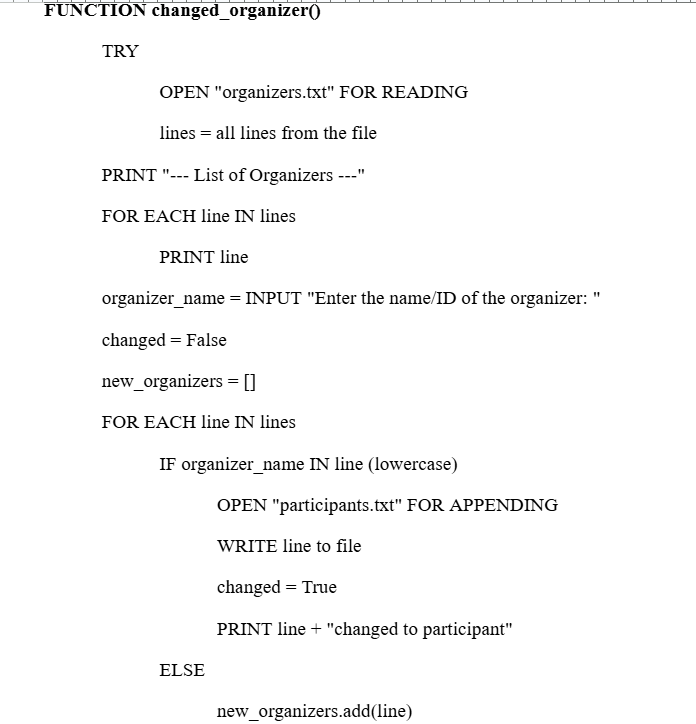 FUNCTION changed_organizer()
TRY
OPEN "organizers.txt" FOR READING
lines = all lines from the file
PRINT "--- List of Organizers ---"
FOR EACH line IN lines
PRINT line
organizer_name = INPUT "Enter the name/ID of the organizer: "
changed = False
new_organizers = []
FOR EACH line IN lines
IF organizer_name IN line (lowercase)
OPEN "participants.txt" FOR APPENDING
WRITE line to file
changed = True
PRINT line + "changed to participant"
ELSE
new_organizers.add(line)